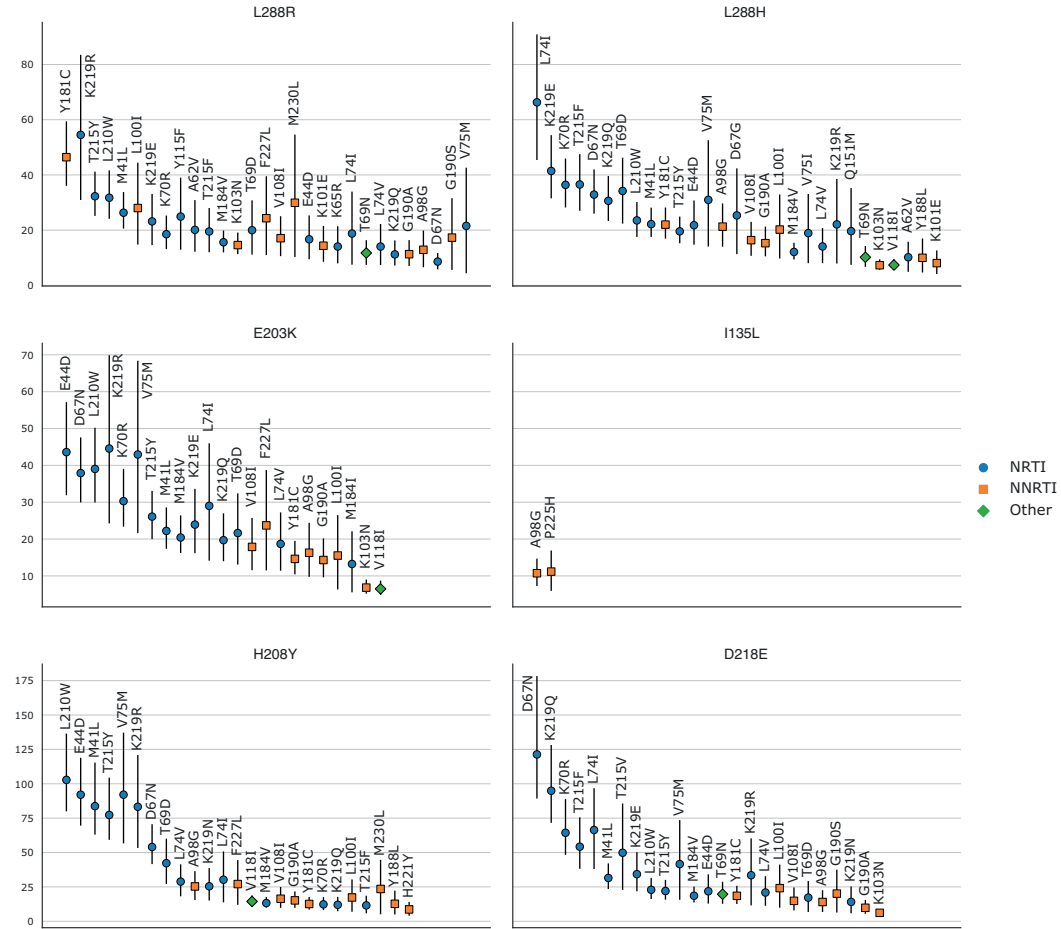 L288R
L288H
80
60
40
20
0
Y181C
K219R
T215Y
L210W
M41L
L100I
K219E
K70R
Y115F
A62V
T215F
M184V
K103N
T69D
F227L
V108I
M230L
E44D
K101E
K65R
L74I
T69N
L74V
K219Q
G190A
A98G
D67N
G190S
V75M
L74I
K219E
K70R
T215F
D67N
K219Q
T69D
L210W
M41L
Y181C
T215Y
E44D
V75M
A98G
D67G
V108I
G190A
L100I
M184V
V75I
L74V
K219R
Q151M
T69N
K103N
V118I
A62V
Y188L
K101E
E203K
I135L
70
60
50
40
30
20
10
E44D
D67N
L210W
K219R
K70R
V75M
T215Y
M41L
M184V
K219E
L74I
K219Q
T69D
V108I
F227L
L74V
Y181C
A98G
G190A
L100I
M184I
K103N
V118I
A98G
P225H
NRTI
NNRTI
Other
H208Y
D218E
175
150
125
100
75
50
25
0
L210W
E44D
M41L
T215Y
V75M
K219R
D67N
T69D
L74V
A98G
K219N
L74I
F227L
V118I
M184V
V108I
G190A
Y181C
K70R
K219Q
L100I
T215F
M230L
Y188L
H221Y
D67N
K219Q
K70R
T215F
L74I
M41L
T215V
K219E
L210W
T215Y
V75M
M184V
E44D
T69N
Y181C
K219R
L74V
L100I
V108I
T69D
A98G
G190S
K219N
G190A
K103N